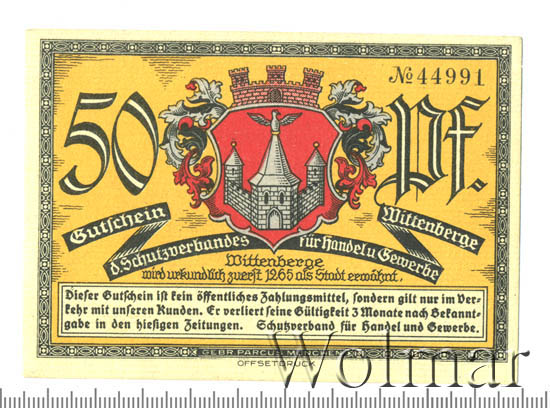 № 44991
50 Pf.
Gutschein
d. Schutzverbandes
für Handel u. Gewerbe
Wittenberge
Wittenberge
wird urkundlich zuerst 1265 als Stadt erwähnt.
Dieser Gutschein ist kein öffentliches Zahlungsmittel, sondern gilt nur im Ver-
kehr mit unseren Kunden. Er verliert seine Gültigkeit 3 Monate nach Bekannt-
gabe in den hiesigen Zeitungen. Schutzverband für Handel und Gewerbe.
GEBR. PARCUS MÜNCHEN
OFFSETDRUCK
Wolmar